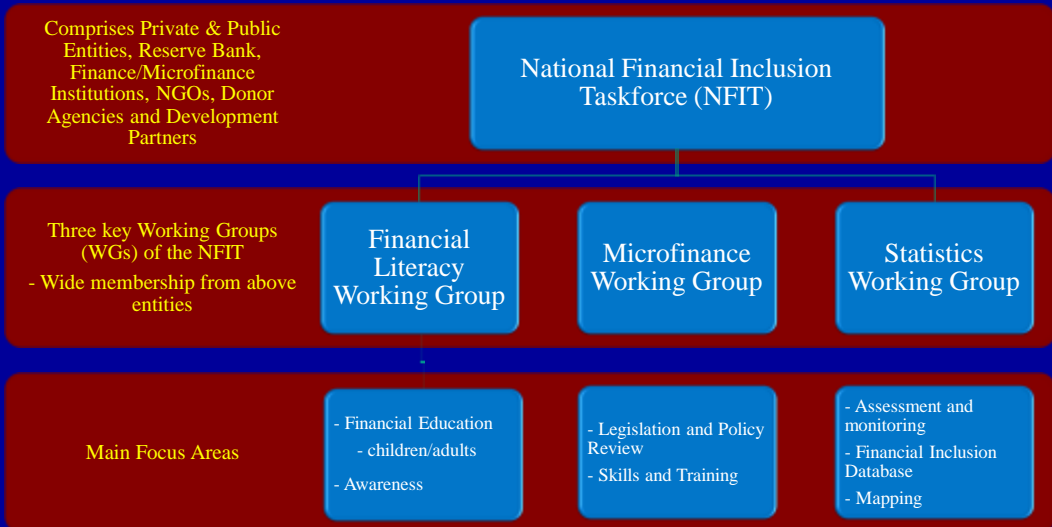 Comprises Private & Public
Entities, Reserve Bank,
Finance/Microfinance
Institutions, NGOs, Donor
Agencies and Development
Partners
National Financial Inclusion
Taskforce (NFIT)
Three key Working Groups
(WGs) of the NFIT
- Wide membership from above
entities
Financial
Literacy
Working Group
Microfinance
Working Group
Statistics
Working Group
Main Focus Areas
- Financial Education
- children/adults
- Awareness
- Legislation and Policy
Review
- Skills and Training
- Assessment and
monitoring
- Financial Inclusion
Database
- Mapping